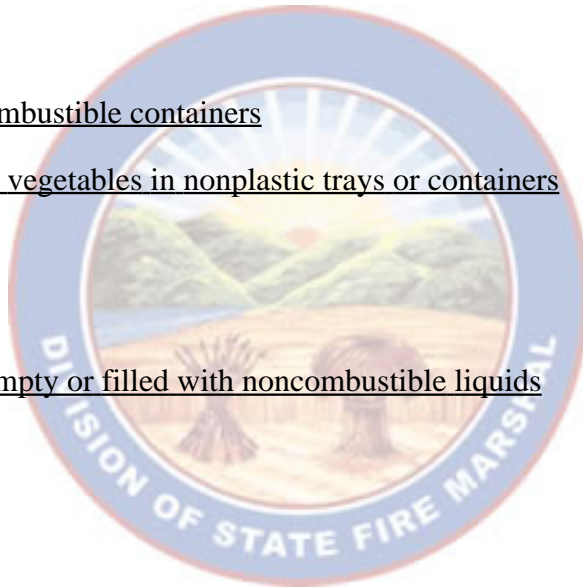 mbustible containers
vegetables in nonplastic trays or containers
mpty or filled with noncombustible liquids
DIVISION OF STATE FIRE MARSHAL